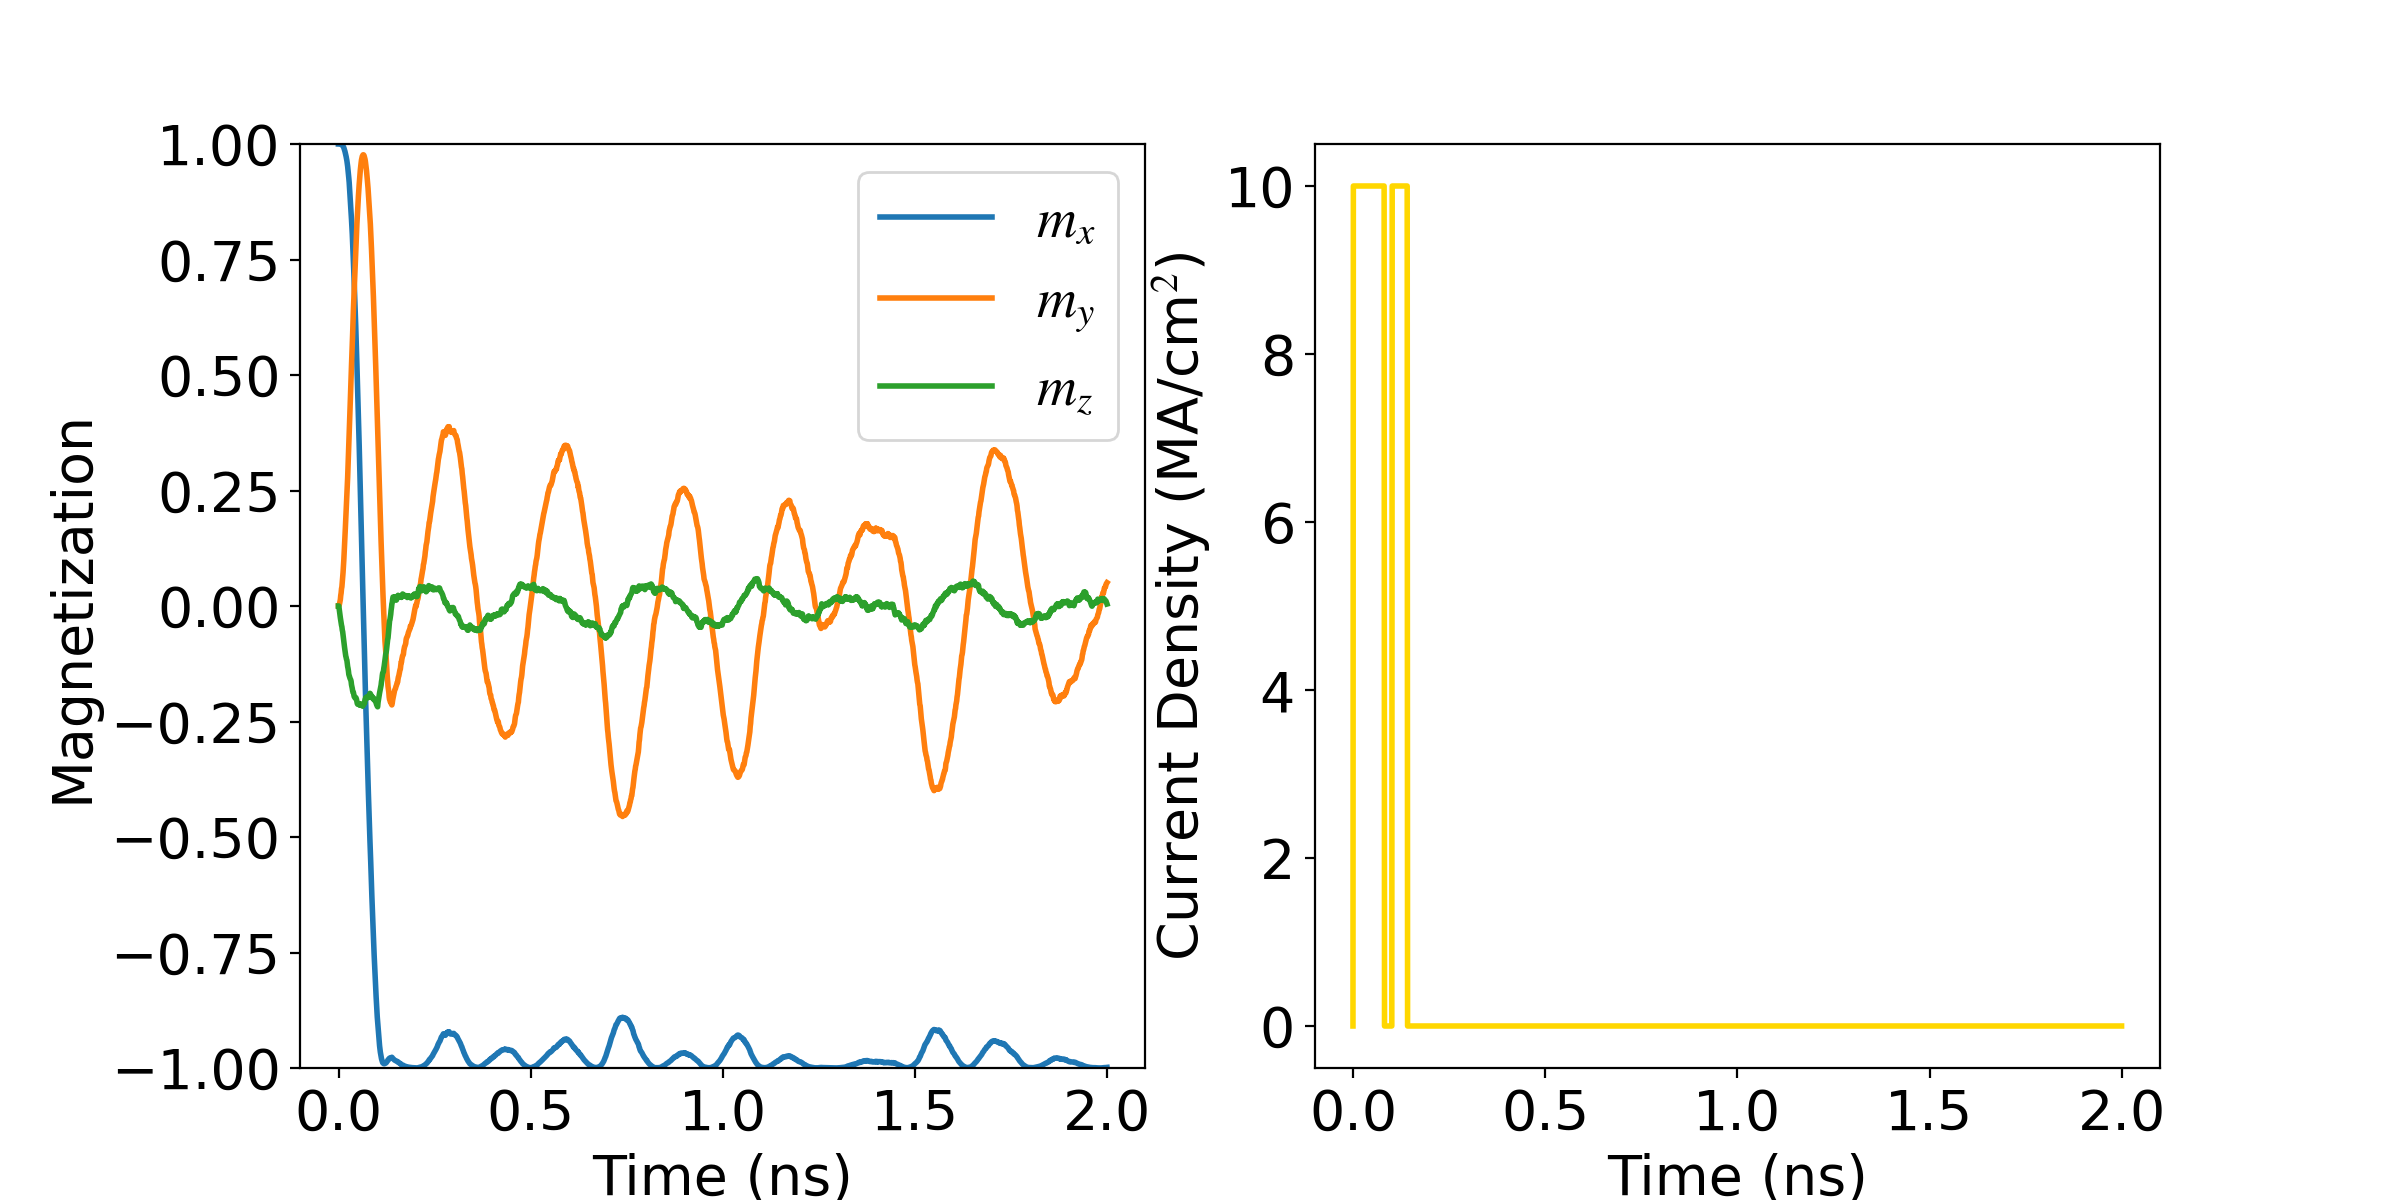 Magnetization
1.00
0.75
0.50
0.25
0.00
−0.25
−0.50
−0.75
−1.00
0.0 0.5 1.0 1.5 2.0
Time (ns)
m_x
m_y
m_z
Current Density (MA/cm²)
10
8
6
4
2
0
0.0 0.5 1.0 1.5 2.0
Time (ns)